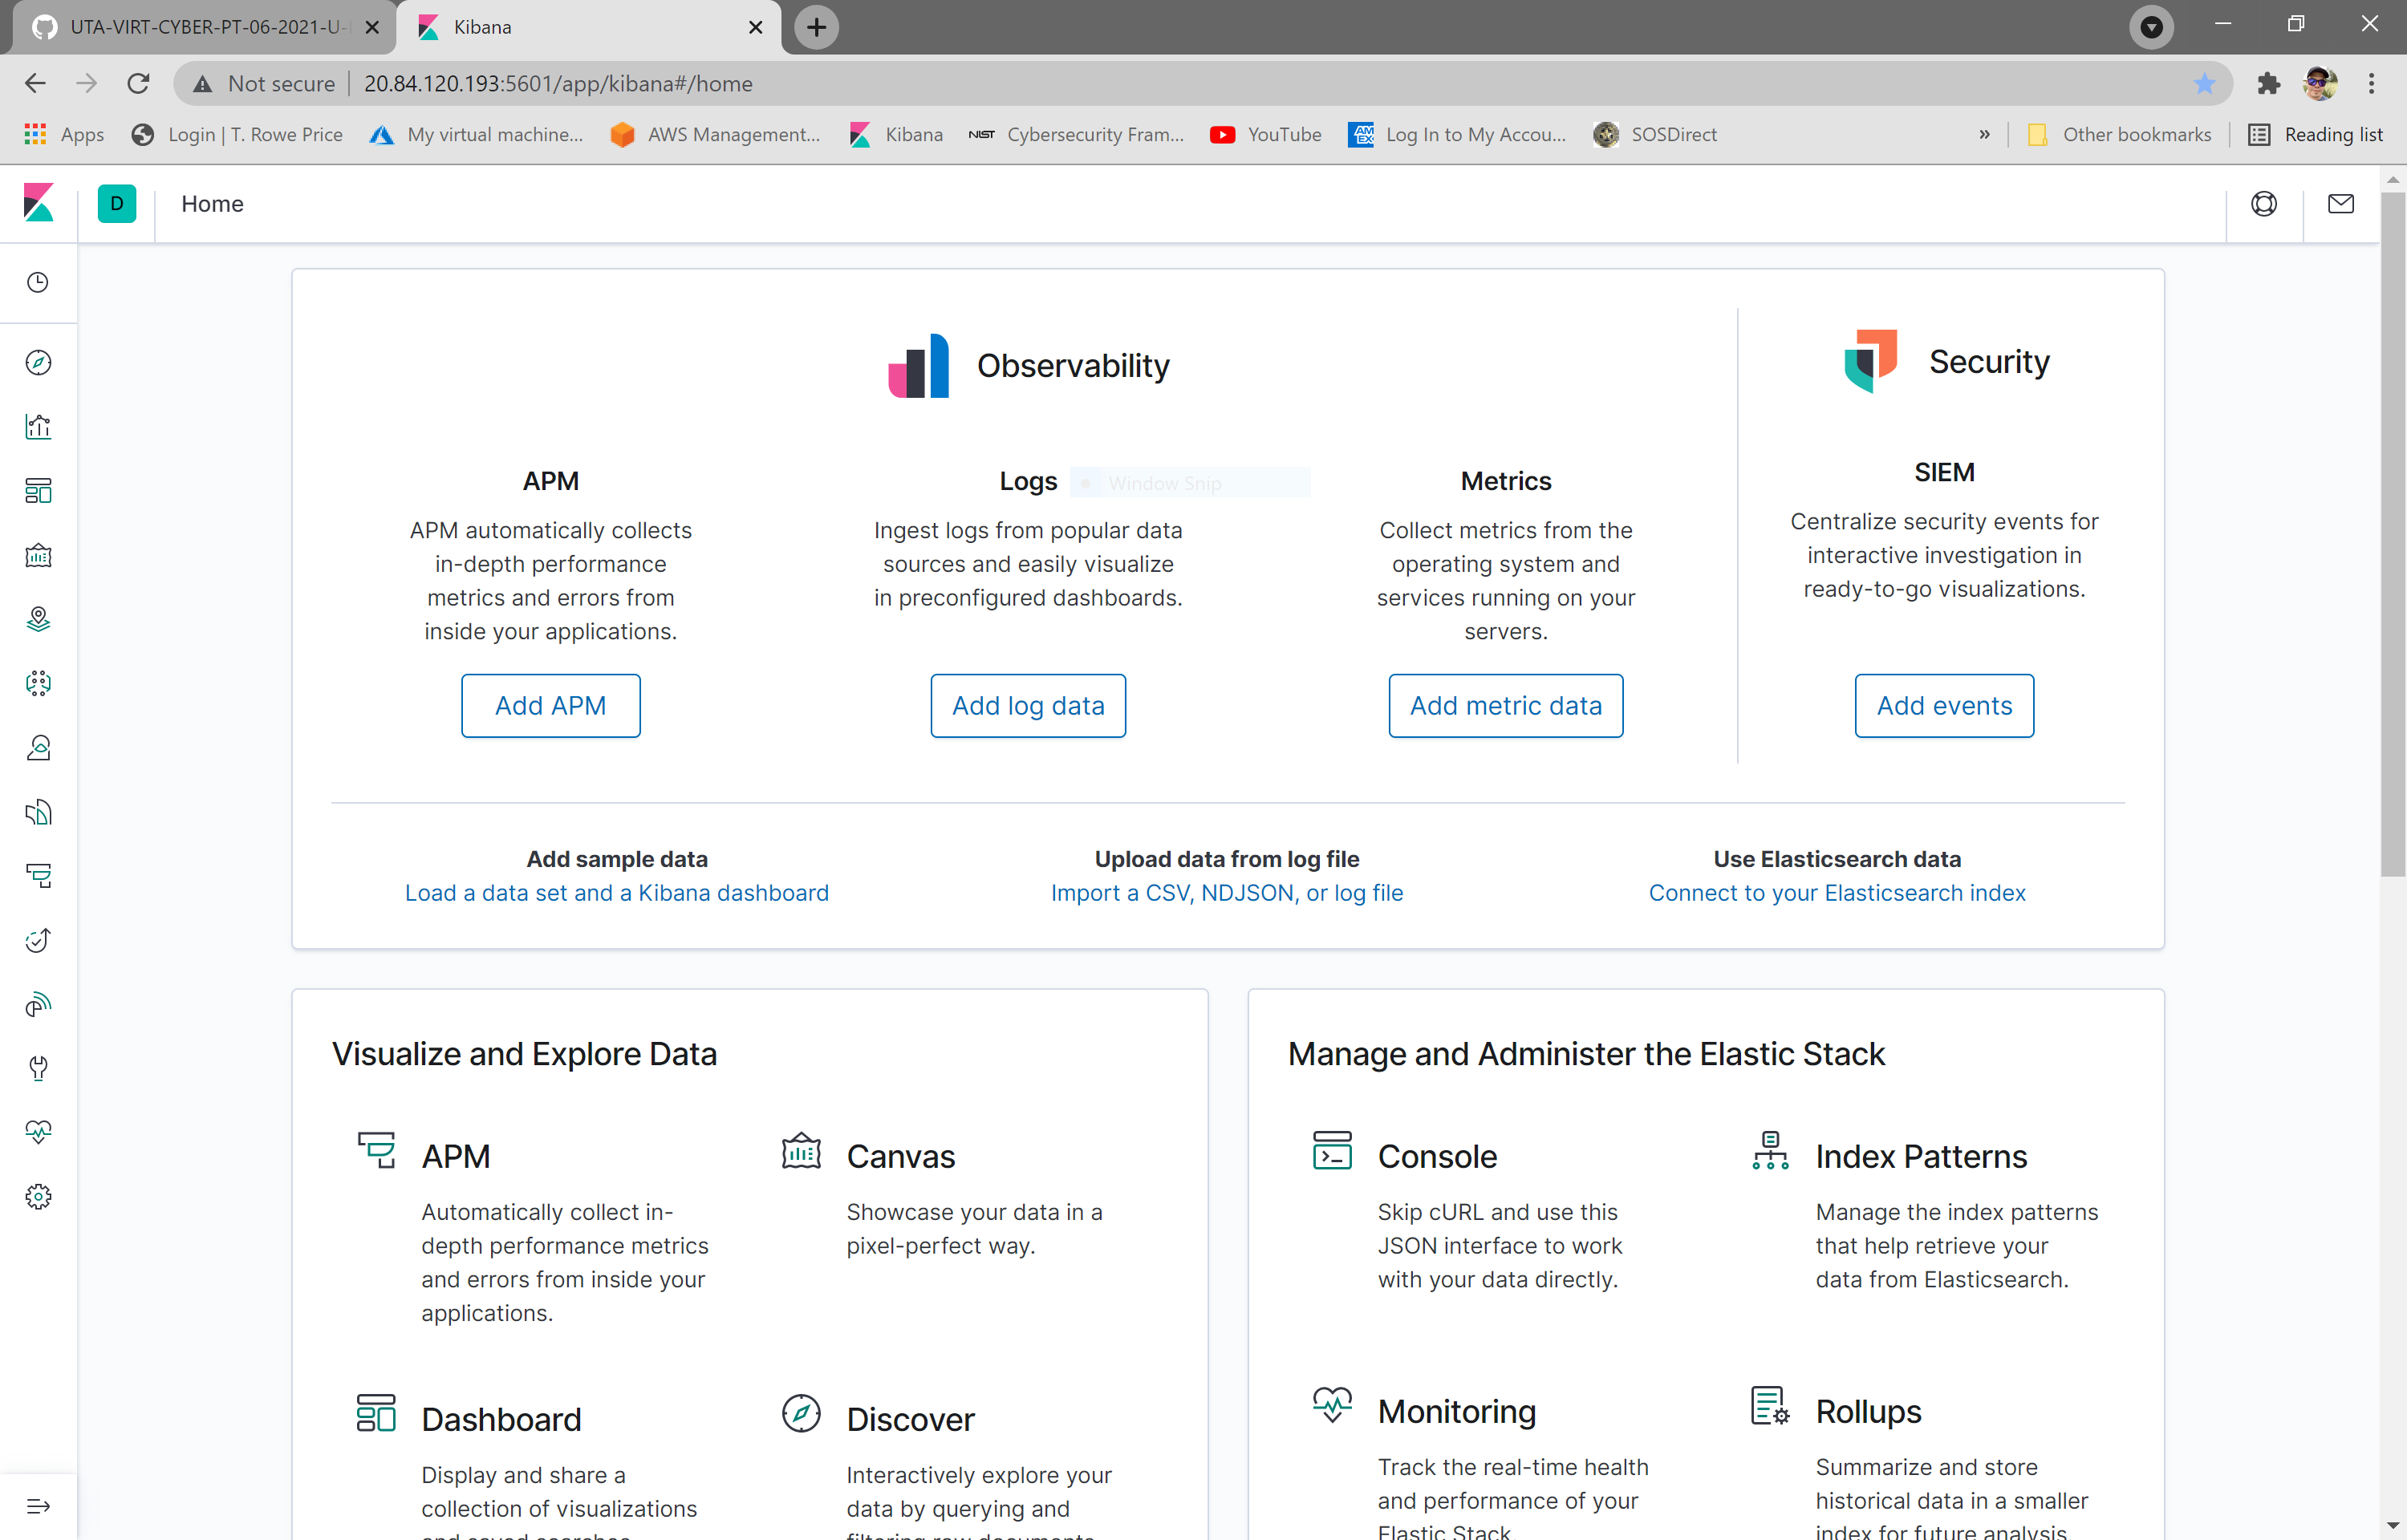 UTA-VIRT-CYBER-PT-06-2021-U-
Kibana
Not secure
20.84.120.193:5601/app/kibana#/home
Apps
Login | T. Rowe Price
My virtual machine...
AWS Management...
Kibana
NIST
Cybersecurity Fram...
YouTube
AM
EX
Log In to My Accou...
SOSDirect
»
Other bookmarks
Reading list
D
Home
Observability
Security
APM
APM automatically collects
in-depth performance
metrics and errors from
inside your applications.
Add APM
Logs
Window Snip
Ingest logs from popular data
sources and easily visualize
in preconfigured dashboards.
Add log data
Metrics
Collect metrics from the
operating system and
services running on your
servers.
Add metric data
SIEM
Centralize security events for
interactive investigation in
ready-to-go visualizations.
Add events
Add sample data
Load a data set and a Kibana dashboard
Upload data from log file
Import a CSV, NDJSON, or log file
Use Elasticsearch data
Connect to your Elasticsearch index
Visualize and Explore Data
APM
Automatically collect in-
depth performance metrics
and errors from inside your
applications.
Canvas
Showcase your data in a
pixel-perfect way.
Dashboard
Display and share a
collection of visualizations
and saved searches.
Discover
Interactively explore your
data by querying and
filtering raw documents.
Manage and Administer the Elastic Stack
Console
Skip cURL and use this
JSON interface to work
with your data directly.
Index Patterns
Manage the index patterns
that help retrieve your
data from Elasticsearch.
Monitoring
Track the real-time health
and performance of your
Elastic Stack.
Rollups
Summarize and store
historical data in a smaller
index for future analysis.